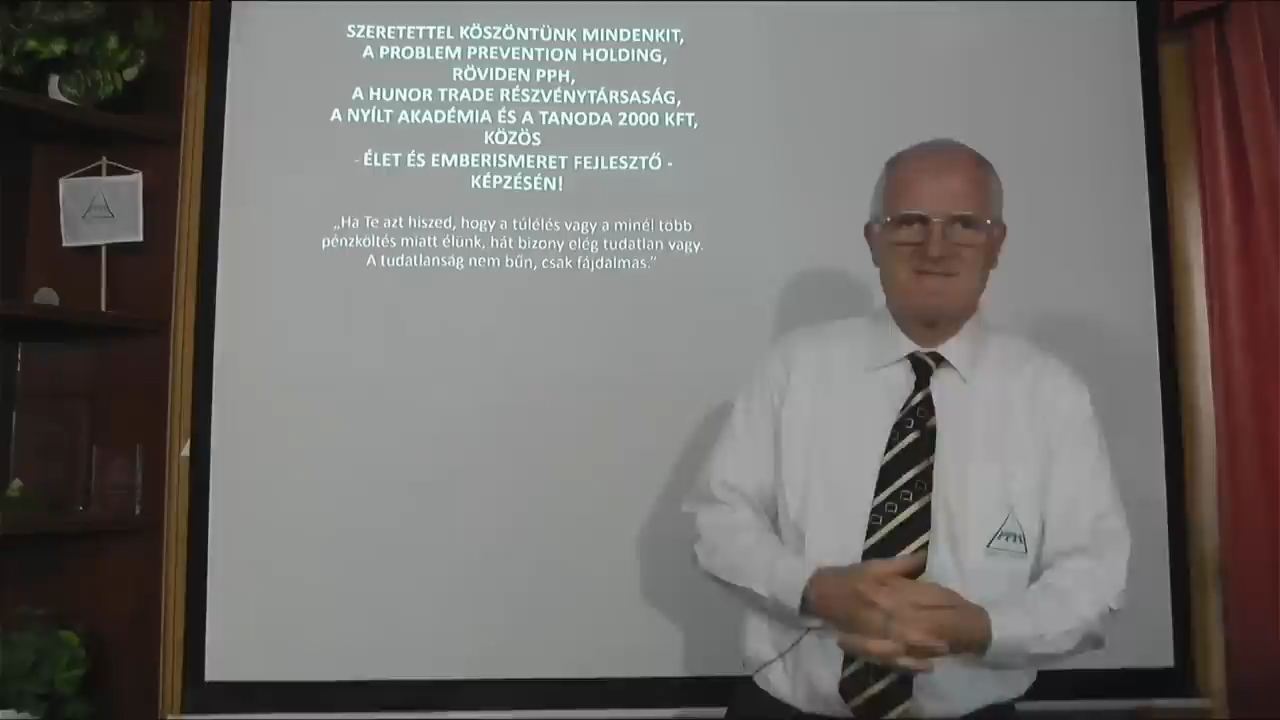 SZERETETTEL KÖSZÖNTÜNK MINDENKIT,
A PROBLEM PREVENTION HOLDING,
RÖVIDEN PPH,
A HUNOR TRADE RÉSZVÉNYTÁRSASÁG,
A NYÍLT AKADÉMIA ÉS A TANODA 2000 KFT,
KÖZÖS
- ÉLET ÉS EMBERISMERET FEJLESZTŐ -
KÉPZÉSÉN!
„Ha Te azt hiszed, hogy a túlélés vagy a minél több
pénzköltés miatt élünk, hát bizony elég tudatlan vagy.
A tudatlanság nem bűn, csak fájdalmas.”